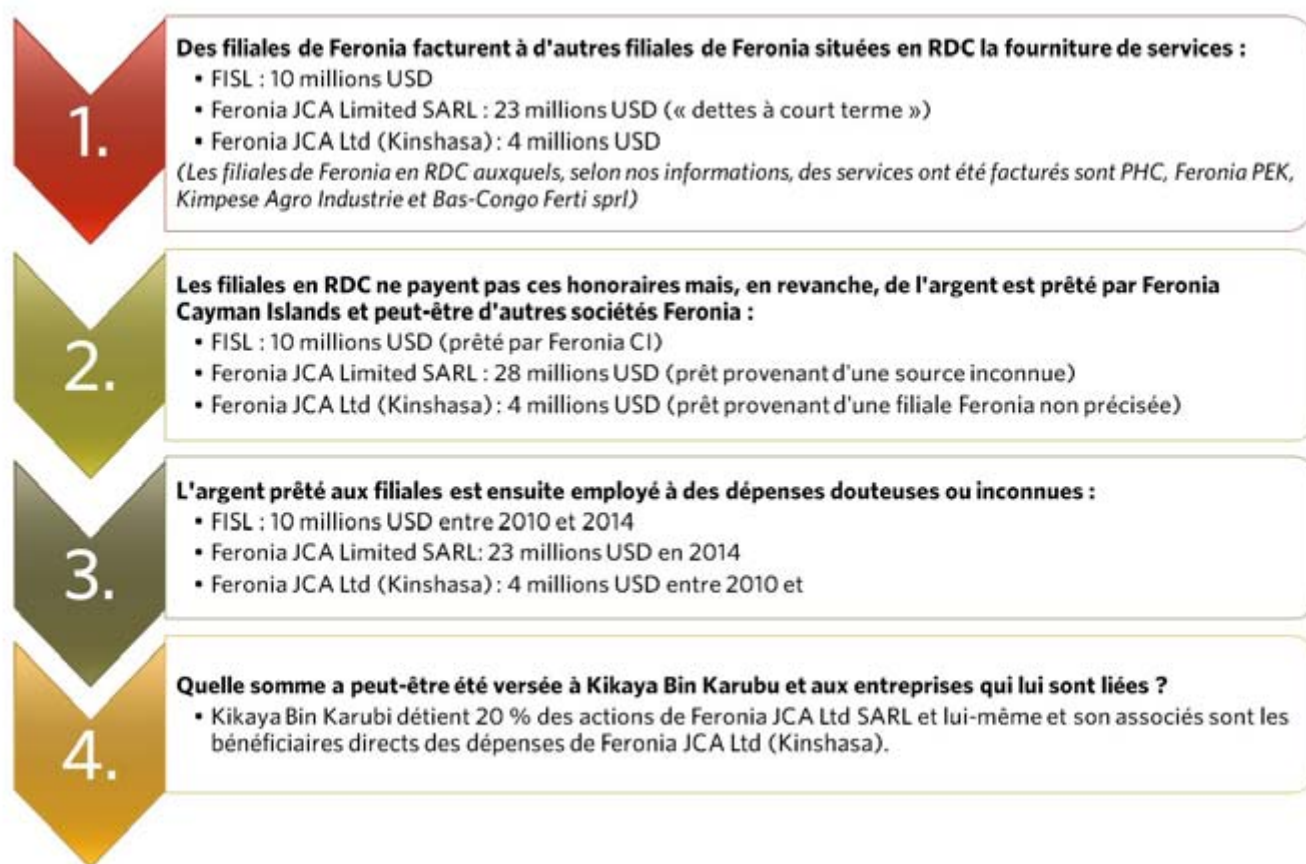 1.
Des filiales de Feronia facturent à d'autres filiales de Feronia situées en RDC la fourniture de services :
• FISL : 10 millions USD
• Feronia JCA Limited SARL : 23 millions USD (« dettes à court terme »)
• Feronia JCA Ltd (Kinshasa) : 4 millions USD
(Les filiales de Feronia en RDC auxquels, selon nos informations, des services ont été facturés sont PHC, Feronia PEK,
Kimpese Agro Industrie et Bas-Congo Ferti sprl)
2.
Les filiales en RDC ne payent pas ces honoraires mais, en revanche, de l'argent est prêté par Feronia
Cayman Islands et peut-être d'autres sociétés Feronia :
• FISL : 10 millions USD (prêté par Feronia CI)
• Feronia JCA Limited SARL : 28 millions USD (prêt provenant d'une source inconnue)
• Feronia JCA Ltd (Kinshasa) : 4 millions USD (prêt provenant d'une filiale Feronia non précisée)
3.
L'argent prêté aux filiales est ensuite employé à des dépenses douteuses ou inconnues :
• FISL : 10 millions USD entre 2010 et 2014
• Feronia JCA Limited SARL: 23 millions USD en 2014
• Feronia JCA Ltd (Kinshasa) : 4 millions USD entre 2010 et
4.
Quelle somme a peut-être été versée à Kikaya Bin Karubu et aux entreprises qui lui sont liées ?
• Kikaya Bin Karubi détient 20 % des actions de Feronia JCA Ltd SARL et lui-même et son associés sont les
bénéficiaires directs des dépenses de Feronia JCA Ltd (Kinshasa).